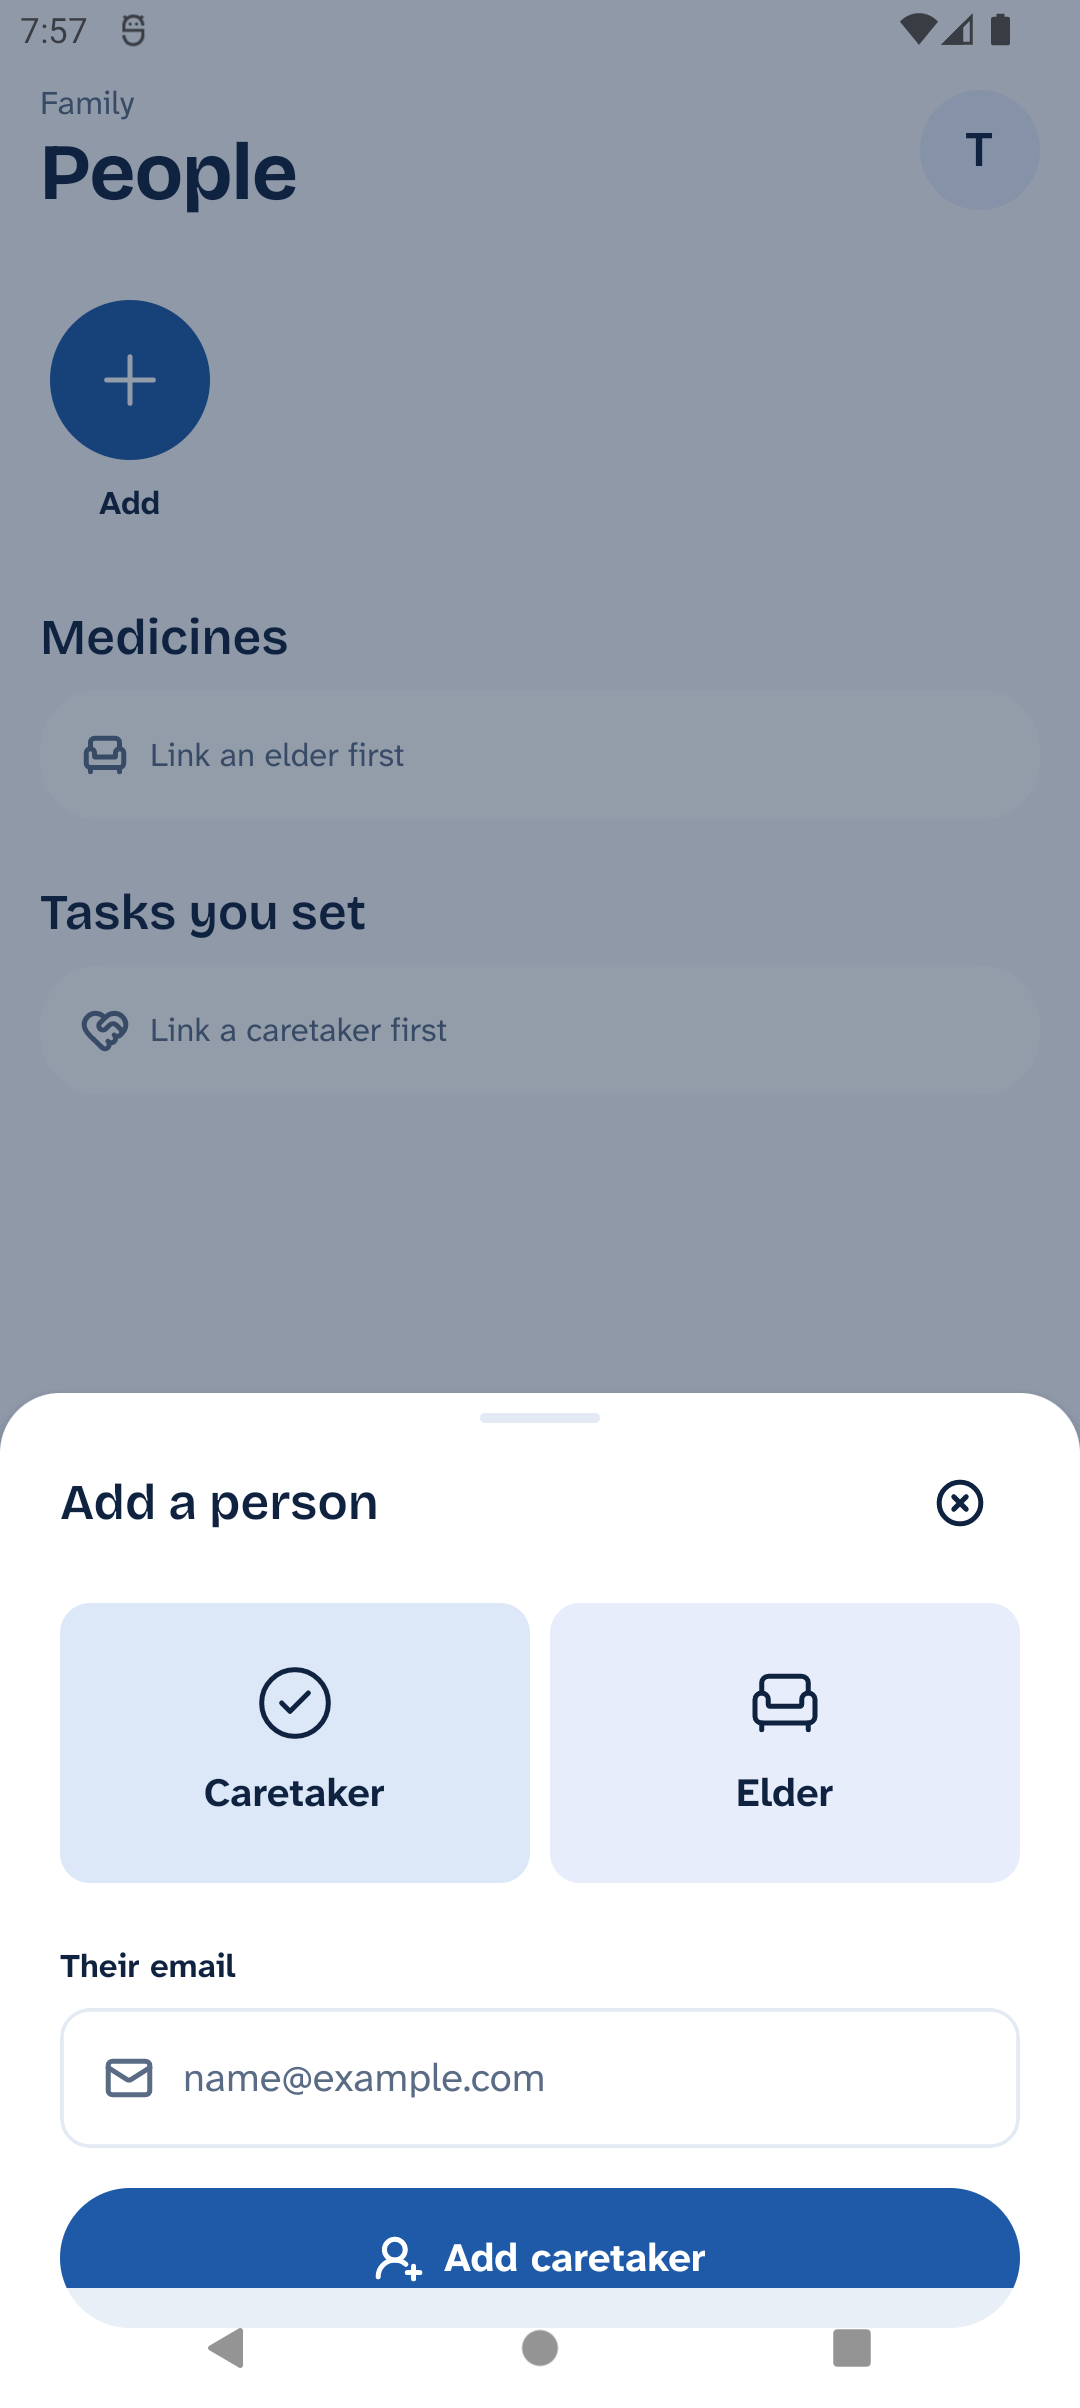 7:57
Family
People
T
Add
Medicines
Link an elder first
Tasks you set
Link a caretaker first
Add a person
Caretaker
Elder
Their email
name@example.com
Add caretaker